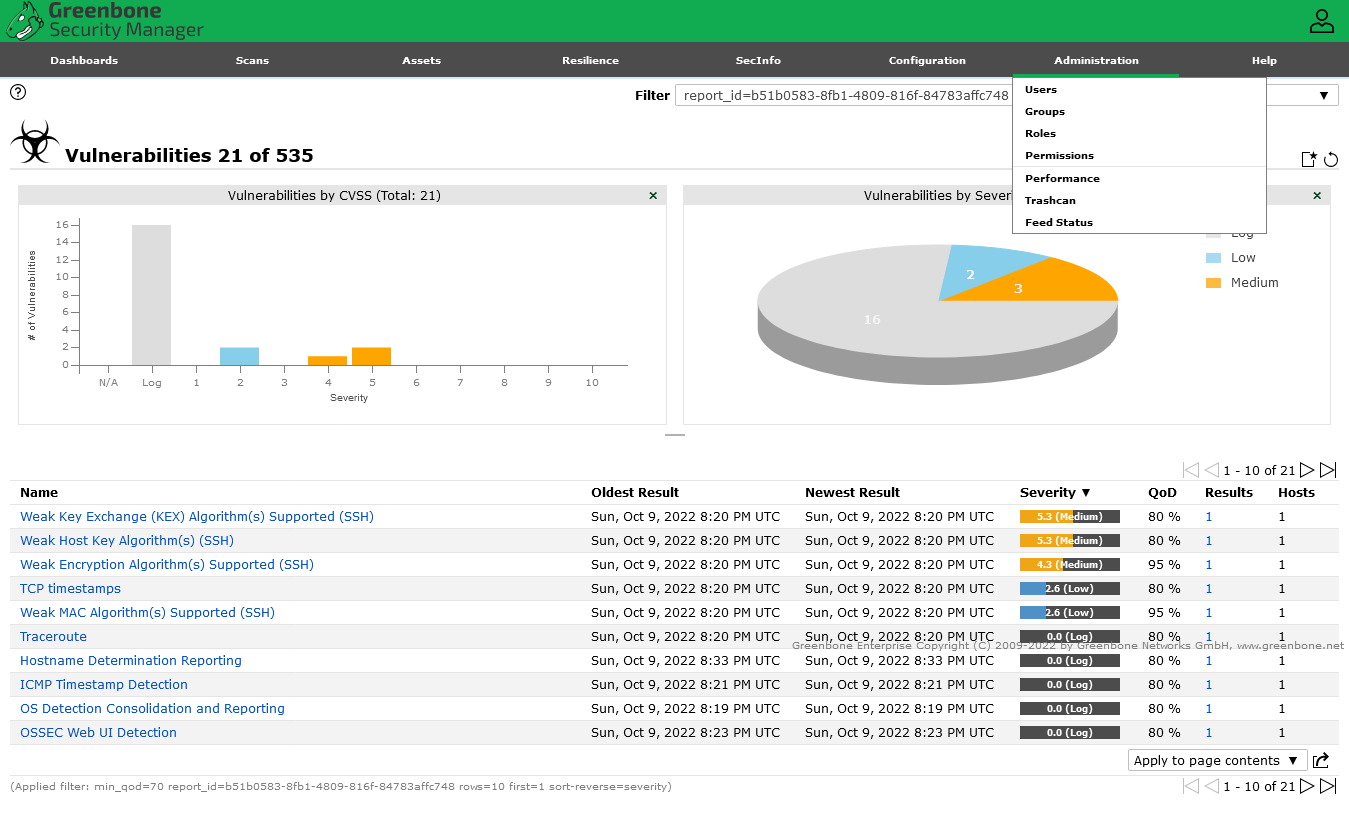 Greenbone
Security Manager
Dashboards Scans Assets Resilience SecInfo Configuration Administration Help
Users
Groups
Roles
Permissions
Performance
Trashcan
Feed Status
Filter report_id=b51b0583-8fb1-4809-816f-84783affc748
Vulnerabilities 21 of 535
Vulnerabilities by CVSS (Total: 21)
# of Vulnerabilities
16
14
12
10
8
6
4
2
0
N/A Log 1 2 3 4 5 6 7 8 9 10
Severity
Vulnerabilities by
2
3
16
Log
Low
Medium
1 - 10 of 21
Name Oldest Result Newest Result Severity ▼ QoD Results Hosts
Weak Key Exchange (KEX) Algorithm(s) Supported (SSH) Sun, Oct 9, 2022 8:20 PM UTC Sun, Oct 9, 2022 8:20 PM UTC 5.3 (Medium) 80 % 1 1
Weak Host Key Algorithm(s) (SSH) Sun, Oct 9, 2022 8:20 PM UTC Sun, Oct 9, 2022 8:20 PM UTC 5.3 (Medium) 80 % 1 1
Weak Encryption Algorithm(s) Supported (SSH) Sun, Oct 9, 2022 8:20 PM UTC Sun, Oct 9, 2022 8:20 PM UTC 4.3 (Medium) 95 % 1 1
TCP timestamps Sun, Oct 9, 2022 8:20 PM UTC Sun, Oct 9, 2022 8:20 PM UTC 2.6 (Low) 80 % 1 1
Weak MAC Algorithm(s) Supported (SSH) Sun, Oct 9, 2022 8:20 PM UTC Sun, Oct 9, 2022 8:20 PM UTC 2.6 (Low) 95 % 1 1
Traceroute Sun, Oct 9, 2022 8:20 PM UTC Sun, Oct 9, 2022 8:20 PM UTC 0.0 (Log) 80 % 1 1
Greenbone Enterprise Copyright (C) 2009-2022 by Greenbone Networks GmbH, www.greenbone.net
Hostname Determination Reporting Sun, Oct 9, 2022 8:33 PM UTC Sun, Oct 9, 2022 8:33 PM UTC 0.0 (Log) 80 % 1 1
ICMP Timestamp Detection Sun, Oct 9, 2022 8:21 PM UTC Sun, Oct 9, 2022 8:21 PM UTC 0.0 (Log) 80 % 1 1
OS Detection Consolidation and Reporting Sun, Oct 9, 2022 8:19 PM UTC Sun, Oct 9, 2022 8:19 PM UTC 0.0 (Log) 80 % 1 1
OSSEC Web UI Detection Sun, Oct 9, 2022 8:23 PM UTC Sun, Oct 9, 2022 8:23 PM UTC 0.0 (Log) 80 % 1 1
Apply to page contents ▼
(Applied filter: min_qod=70 report_id=b51b0583-8fb1-4809-816f-84783affc748 rows=10 first=1 sort-reverse=severity)
1 - 10 of 21